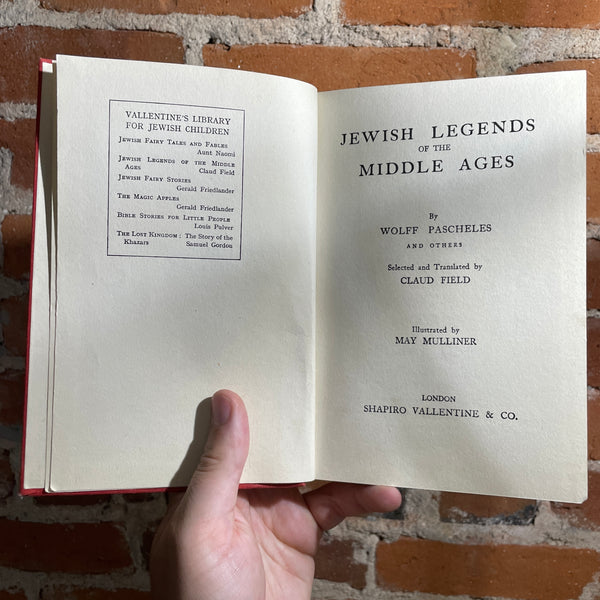 VALLENTINE'S LIBRARY
FOR JEWISH CHILDREN
JEWISH FAIRY TALES AND FABLES
Aunt Naomi
JEWISH LEGENDS OF THE MIDDLE
AGES Claud Field
JEWISH FAIRY STORIES
Gerald Friedlander
THE MAGIC APPLES
Gerald Friedlander
BIBLE STORIES FOR LITTLE PEOPLE
Louis Pulver
THE LOST KINGDOM : The Story of the
Khazars Samuel Gordon
JEWISH LEGENDS
OF THE
MIDDLE AGES
By
WOLFF PASCHELES
AND OTHERS
Selected and Translated by
CLAUD FIELD
Illustrated by
MAY MULLINER
LONDON
SHAPIRO VALLENTINE & CO.